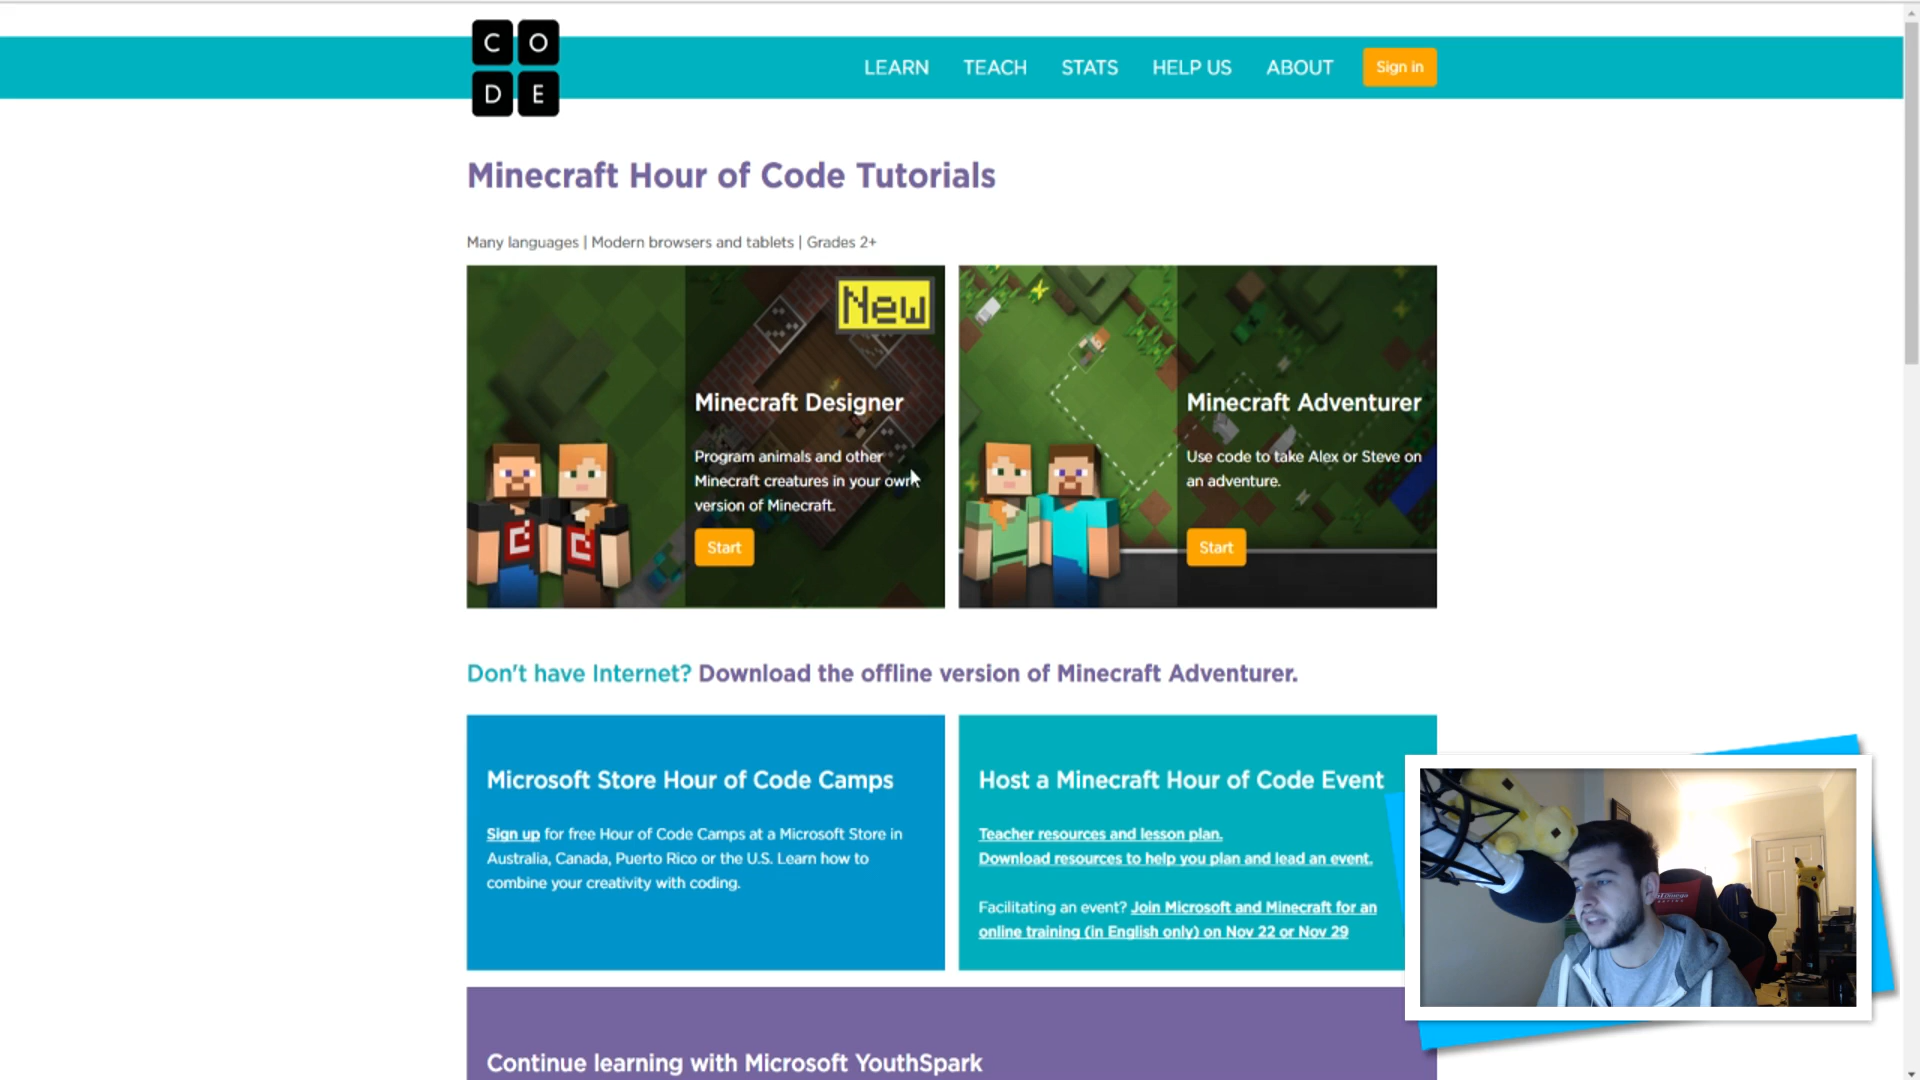 C O
D E
LEARN TEACH STATS HELP US ABOUT Sign in
Minecraft Hour of Code Tutorials
Many languages | Modern browsers and tablets | Grades 2+
New
Minecraft Designer
Program animals and other
Minecraft creatures in your own
version of Minecraft.
Start
Minecraft Adventurer
Use code to take Alex or Steve on
an adventure.
Start
Don't have Internet? Download the offline version of Minecraft Adventurer.
Microsoft Store Hour of Code Camps
Sign up for free Hour of Code Camps at a Microsoft Store in
Australia, Canada, Puerto Rico or the U.S. Learn how to
combine your creativity with coding.
Host a Minecraft Hour of Code Event
Teacher resources and lesson plan.
Download resources to help you plan and lead an event.
Facilitating an event? Join Microsoft and Minecraft for an
online training (in English only) on Nov 22 or Nov 29
Continue learning with Microsoft YouthSpark